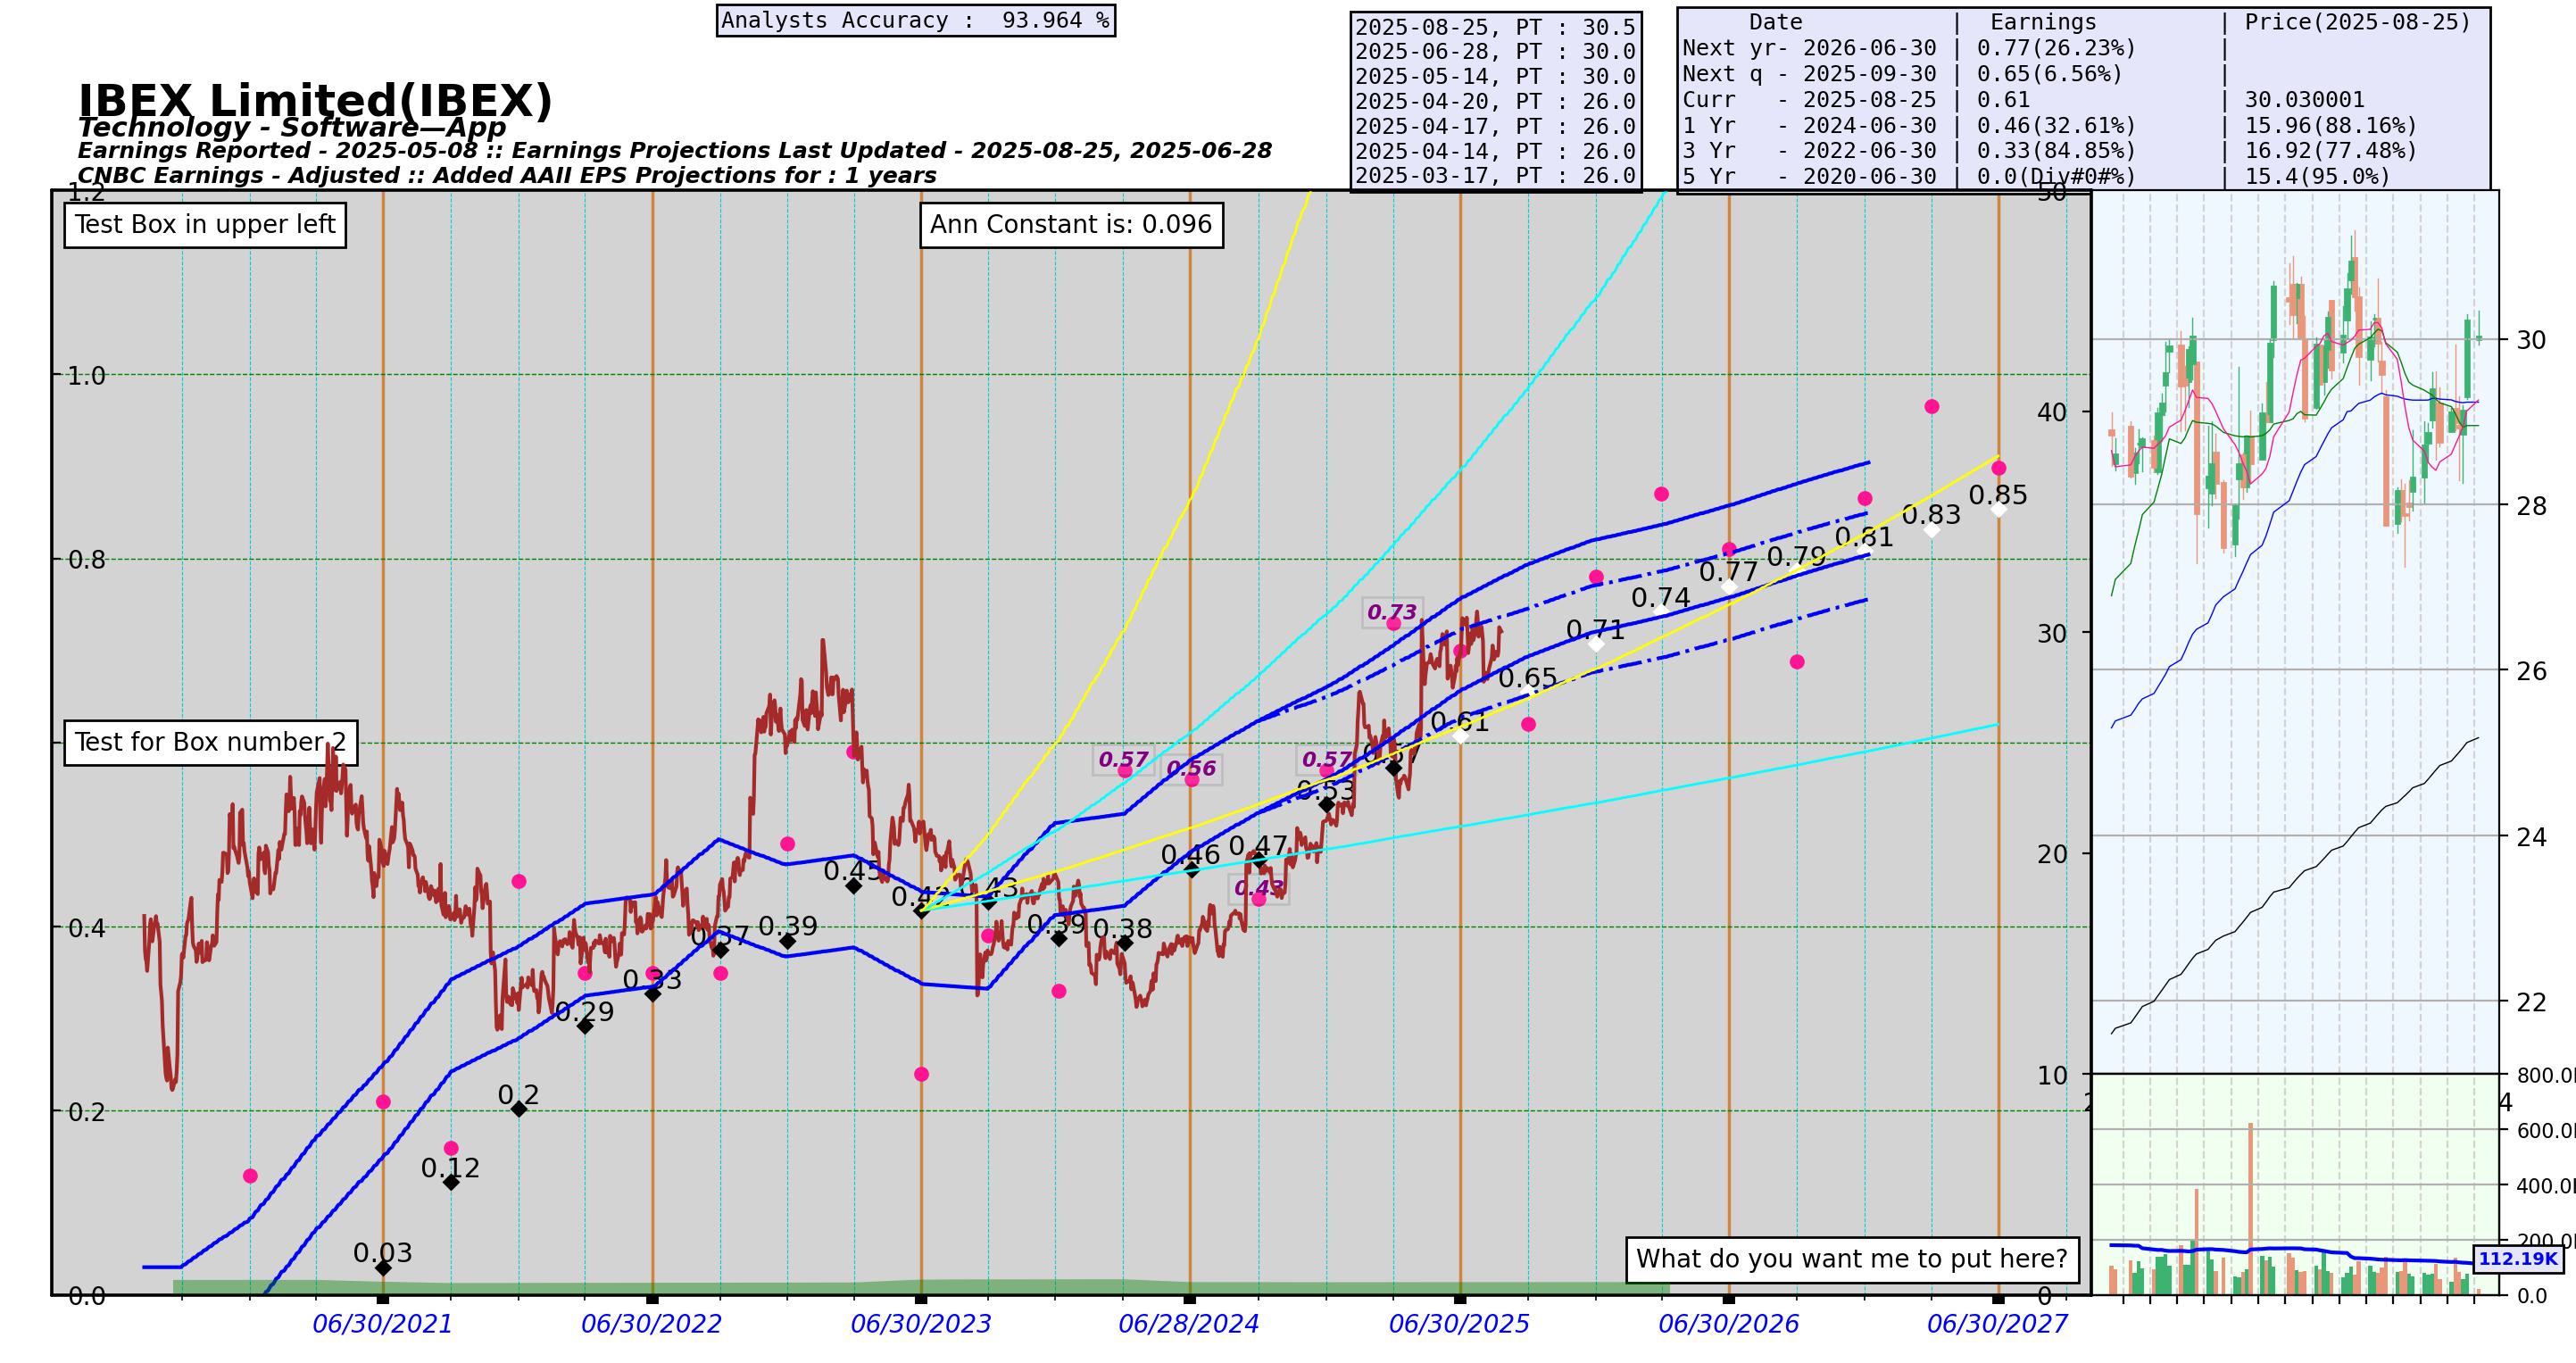 Analysts Accuracy :  93.964 %
2025-08-25, PT : 30.5
2025-06-28, PT : 30.0
2025-05-14, PT : 30.0
2025-04-20, PT : 26.0
2025-04-17, PT : 26.0
2025-04-14, PT : 26.0
2025-03-17, PT : 26.0
Date | Earnings | Price(2025-08-25)
Next yr- 2026-06-30 | 0.77(26.23%) |
Next q - 2025-09-30 | 0.65(6.56%) |
Curr   - 2025-08-25 | 0.61 | 30.030001
1 Yr   - 2024-06-30 | 0.46(32.61%) | 15.96(88.16%)
3 Yr   - 2022-06-30 | 0.33(84.85%) | 16.92(77.48%)
5 Yr   - 2020-06-30 | 0.0(Div#0#%) | 15.4(95.0%)
IBEX Limited(IBEX)
Technology - Software—App
Earnings Reported - 2025-05-08 :: Earnings Projections Last Updated - 2025-08-25, 2025-06-28
CNBC Earnings - Adjusted :: Added AAII EPS Projections for : 1 years
Test Box in upper left
Ann Constant is: 0.096
Test for Box number 2
What do you want me to put here?
1.2
1.0
0.8
0.4
0.2
0.0
50
40
30
20
10
0
0.03
0.12
0.2
0.29
0.33
0.37
0.39
0.45
0.42
0.43
0.39
0.38
0.46
0.47
0.53
0.57
0.61
0.65
0.71
0.74
0.77
0.79
0.81
0.83
0.85
0.57
0.56
0.43
0.57
0.73
06/30/2021
06/30/2022
06/30/2023
06/28/2024
06/30/2025
06/30/2026
06/30/2027
30
28
26
24
22
112.19K
0.0